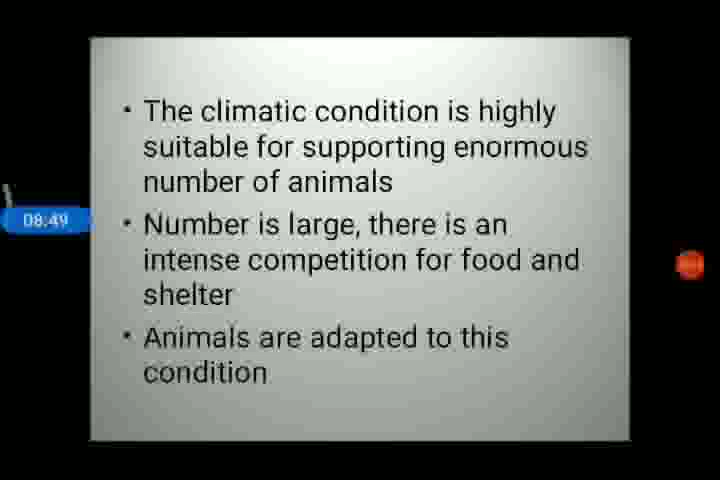 • The climatic condition is highly
suitable for supporting enormous
number of animals
• Number is large, there is an
intense competition for food and
shelter
• Animals are adapted to this
condition
08:49